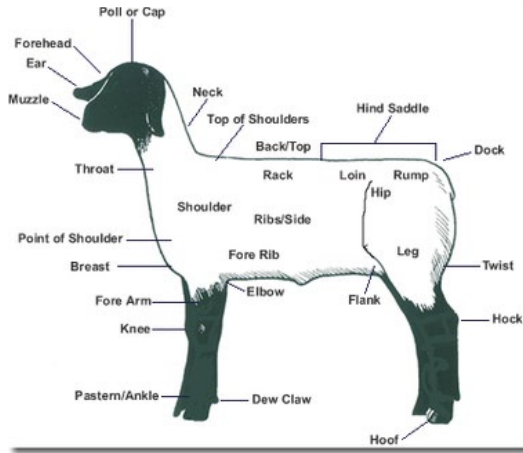 Poll or Cap
Forehead
Ear
Muzzle
Neck
Top of Shoulders
Hind Saddle
Back/Top
Dock
Throat
Rack
Loin
Rump
Hip
Shoulder
Ribs/Side
Point of Shoulder
Fore Rib
Leg
Breast
Twist
Elbow
Flank
Fore Arm
Hock
Knee
Pastern/Ankle
Dew Claw
Hoof